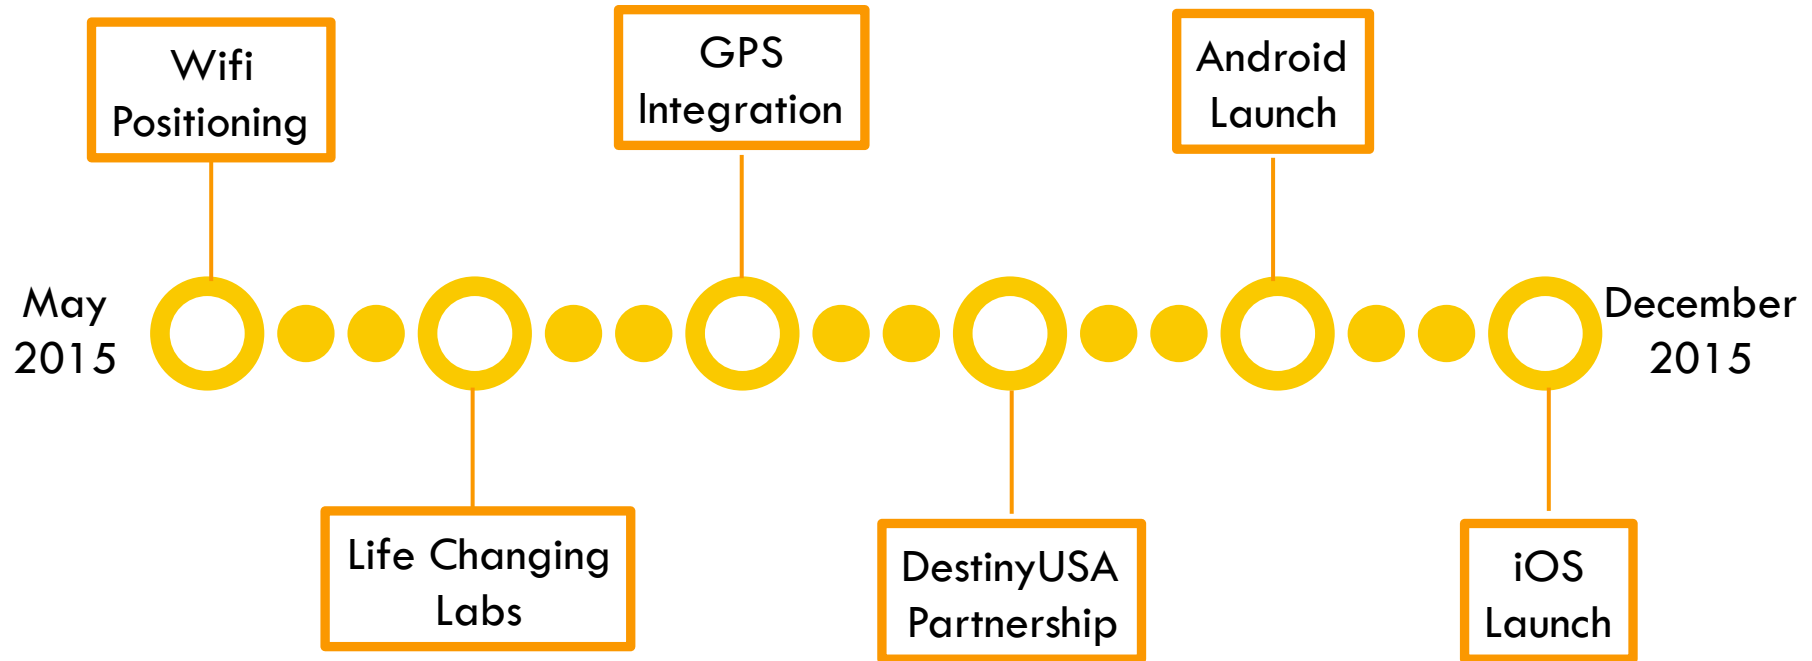 Wifi
Positioning
GPS
Integration
Android
Launch
May
2015
December
2015
Life Changing
Labs
DestinyUSA
Partnership
iOS
Launch